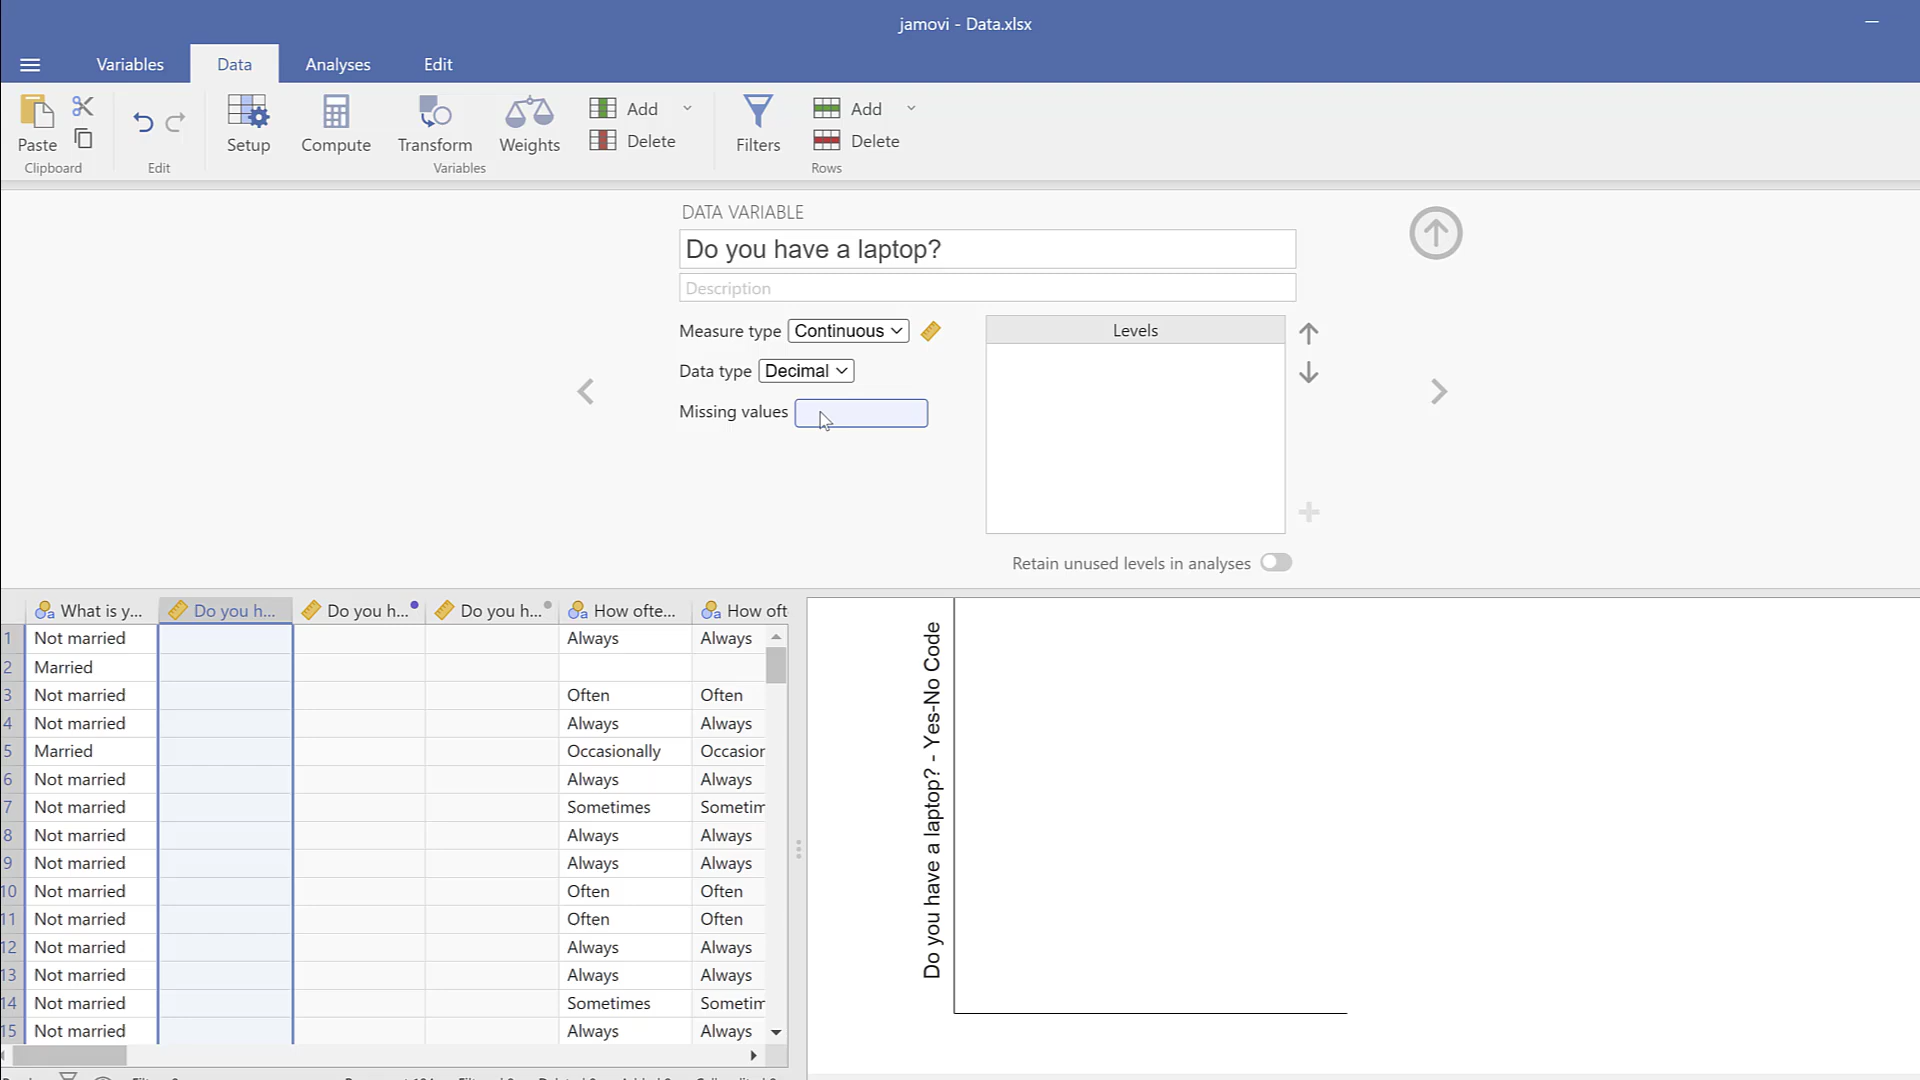 jamovi - Data.xlsx
Variables
Data
Analyses
Edit
Paste
Clipboard
Edit
Setup
Compute
Transform
Weights
Add
Delete
Variables
Filters
Add
Delete
Rows
DATA VARIABLE
Do you have a laptop?
Description
Measure type Continuous
Levels
Data type Decimal
Missing values
Retain unused levels in analyses
What is y... Do you h... Do you h... Do you h... How ofte... How oft
1 Not married Always Always
2 Married
3 Not married Often Often
4 Not married Always Always
5 Married Occasionally Occasior
6 Not married Always Always
7 Not married Sometimes Sometim
8 Not married Always Always
9 Not married Always Always
10 Not married Often Often
11 Not married Often Often
12 Not married Always Always
13 Not married Always Always
14 Not married Sometimes Sometim
15 Not married Always Always
Do you have a laptop? - Yes-No Code